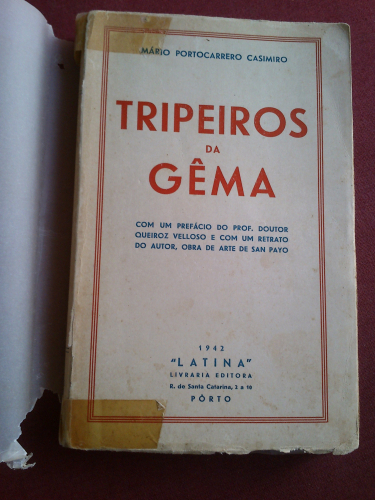 MÁRIO PORTOCARRERO CASIMIRO
TRIPEIROS
DA
GÊMA
COM UM PREFÁCIO DO PROF. DOUTOR
QUEIROZ VELLOSO E COM UM RETRATO
DO AUTOR, OBRA DE ARTE DE SAN PAYO
1942
"LATINA"
LIVRARIA EDITORA
R. de Santa Catarina, 2 a 10
PÔRTO